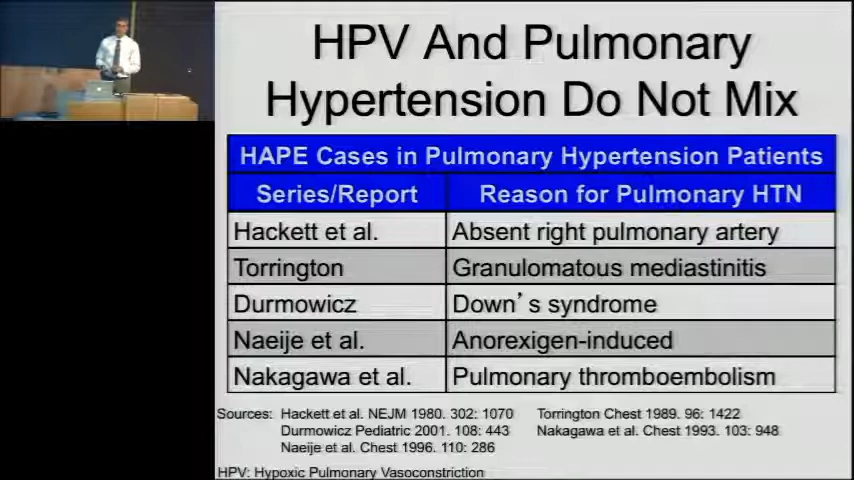 HPV And Pulmonary
Hypertension Do Not Mix
HAPE Cases in Pulmonary Hypertension Patients
Series/Report Reason for Pulmonary HTN
Hackett et al. Absent right pulmonary artery
Torrington Granulomatous mediastinitis
Durmowicz Down's syndrome
Naeije et al. Anorexigen-induced
Nakagawa et al. Pulmonary thromboembolism
Sources: Hackett et al. NEJM 1980. 302: 1070 Torrington Chest 1989. 96: 1422
Durmowicz Pediatric 2001. 108: 443 Nakagawa et al. Chest 1993. 103: 948
Naeije et al. Chest 1996. 110: 286
HPV: Hypoxic Pulmonary Vasoconstriction